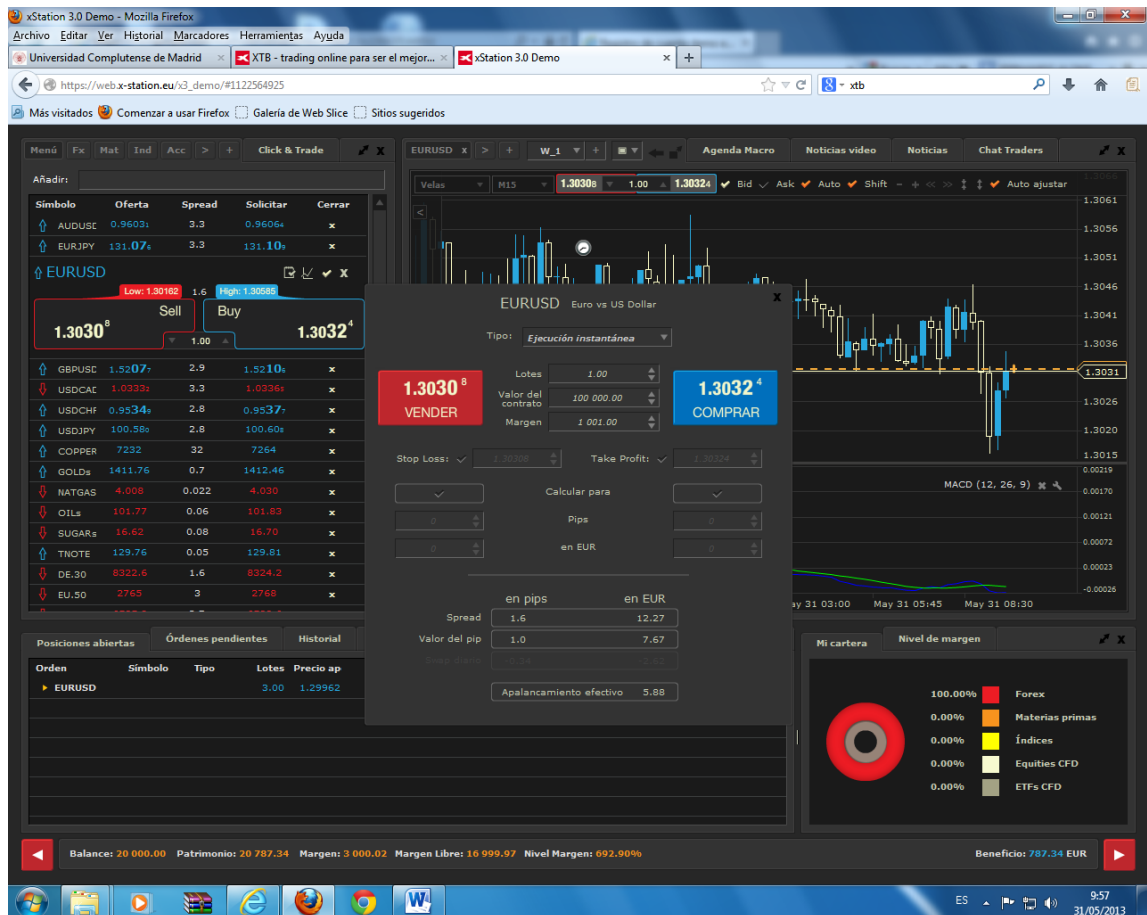 xStation 3.0 Demo - Mozilla Firefox
Archivo Editar Ver Historial Marcadores Herramientas Ayuda
Universidad Complutense de Madrid × XTB - trading online para ser el mejor... × xStation 3.0 Demo × +
https://web.x-station.eu/x3_demo/#1122564925 xtb
Más visitados Comenzar a usar Firefox Galería de Web Slice Sitios sugeridos
Menú Fx Mat Ind Acc > + Click & Trade x EURUSD x > + W_1 + Agenda Macro Noticias video Noticias Chat Traders x
Añadir:
Velas M15 1.30308 1.00 1.30324 Bid Ask Auto Shift - + << >> Auto ajustar
Símbolo Oferta Spread Solicitar Cerrar
AUDUSD 0.96031 3.3 0.96064 x
EURJPY 131.076 3.3 131.109 x
EURUSD x
Low: 1.30162 1.6 High: 1.30585
Sell Buy
1.30308 1.00 1.30324
GBPUSD 1.52077 2.9 1.52106 x
USDCAD 1.03332 3.3 1.03365 x
USDCHF 0.95349 2.8 0.95377 x
USDJPY 100.580 2.8 100.608 x
COPPER 7232 32 7264 x
GOLDs 1411.76 0.7 1412.46 x
NATGAS 4.008 0.022 4.030 x
OILs 101.77 0.06 101.83 x
SUGARs 16.62 0.08 16.70 x
TNOTE 129.76 0.05 129.81 x
DE.30 8322.6 1.6 8324.2 x
EU.50 2765 3 2768 x
EURUSD Euro vs US Dollar x
Tipo: Ejecución instantánea
Lotes 1.00
1.30308 VENDER
Valor del contrato 100 000.00
1.30324 COMPRAR
Margen 1 001.00
Stop Loss: 1.30308 Take Profit: 1.30324
Calcular para
0 Pips 0
0 en EUR 0
en pips en EUR
Spread 1.6 12.27
Valor del pip 1.0 7.67
Swap diario
Apalancamiento efectivo 5.88
1.3061
1.3056
1.3051
1.3046
1.3041
1.3036
1.3031
1.3026
1.3020
1.3015
0.00219
MACD (12, 26, 9)
0.00170
0.00121
0.00072
0.00023
-0.00026
ay 31 03:00 May 31 05:45 May 31 08:30
Posiciones abiertas Órdenes pendientes Historial
Orden Símbolo Tipo Lotes Precio ap
EURUSD 3.00 1.29962
Mi cartera Nivel de margen x
100.00% Forex
0.00% Materias primas
0.00% Índices
0.00% Equities CFD
0.00% ETFs CFD
Balance: 20 000.00 Patrimonio: 20 787.34 Margen: 3 000.02 Margen Libre: 16 999.97 Nivel Margen: 692.90% Beneficio: 787.34 EUR
ES 9:57
31/05/2013